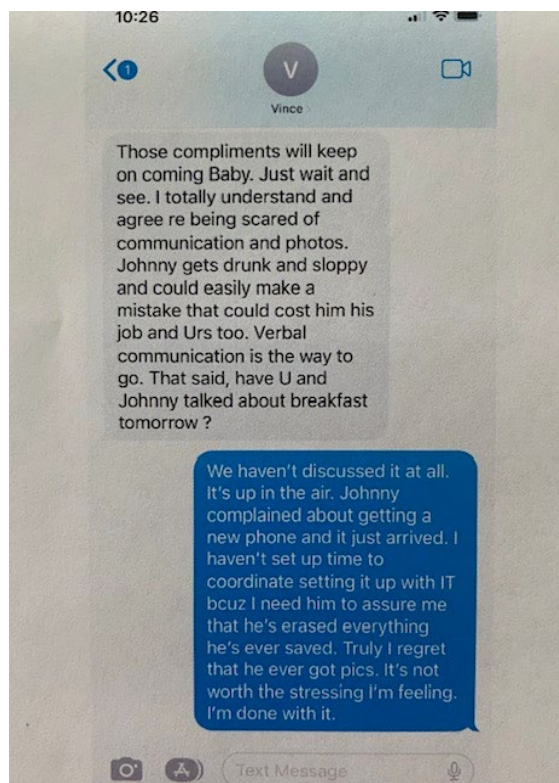 10:26
1
V
Vince
Those compliments will keep
on coming Baby. Just wait and
see. I totally understand and
agree re being scared of
communication and photos.
Johnny gets drunk and sloppy
and could easily make a
mistake that could cost him his
job and Urs too. Verbal
communication is the way to
go. That said, have U and
Johnny talked about breakfast
tomorrow ?
We haven't discussed it at all.
It's up in the air. Johnny
complained about getting a
new phone and it just arrived. I
haven't set up time to
coordinate setting it up with IT
bcuz I need him to assure me
that he's erased everything
he's ever saved. Truly I regret
that he ever got pics. It's not
worth the stressing I'm feeling.
I'm done with it.
Text Message